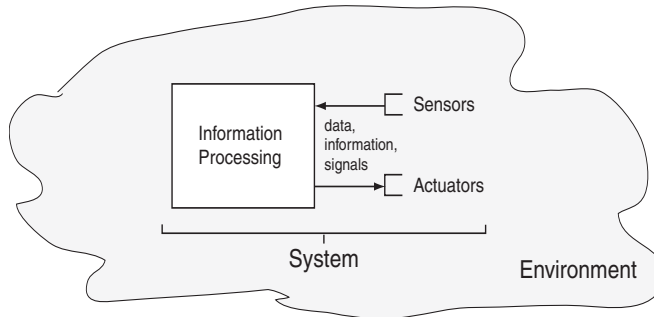 Information
Processing
Sensors
data,
information,
signals
Actuators
System
Environment